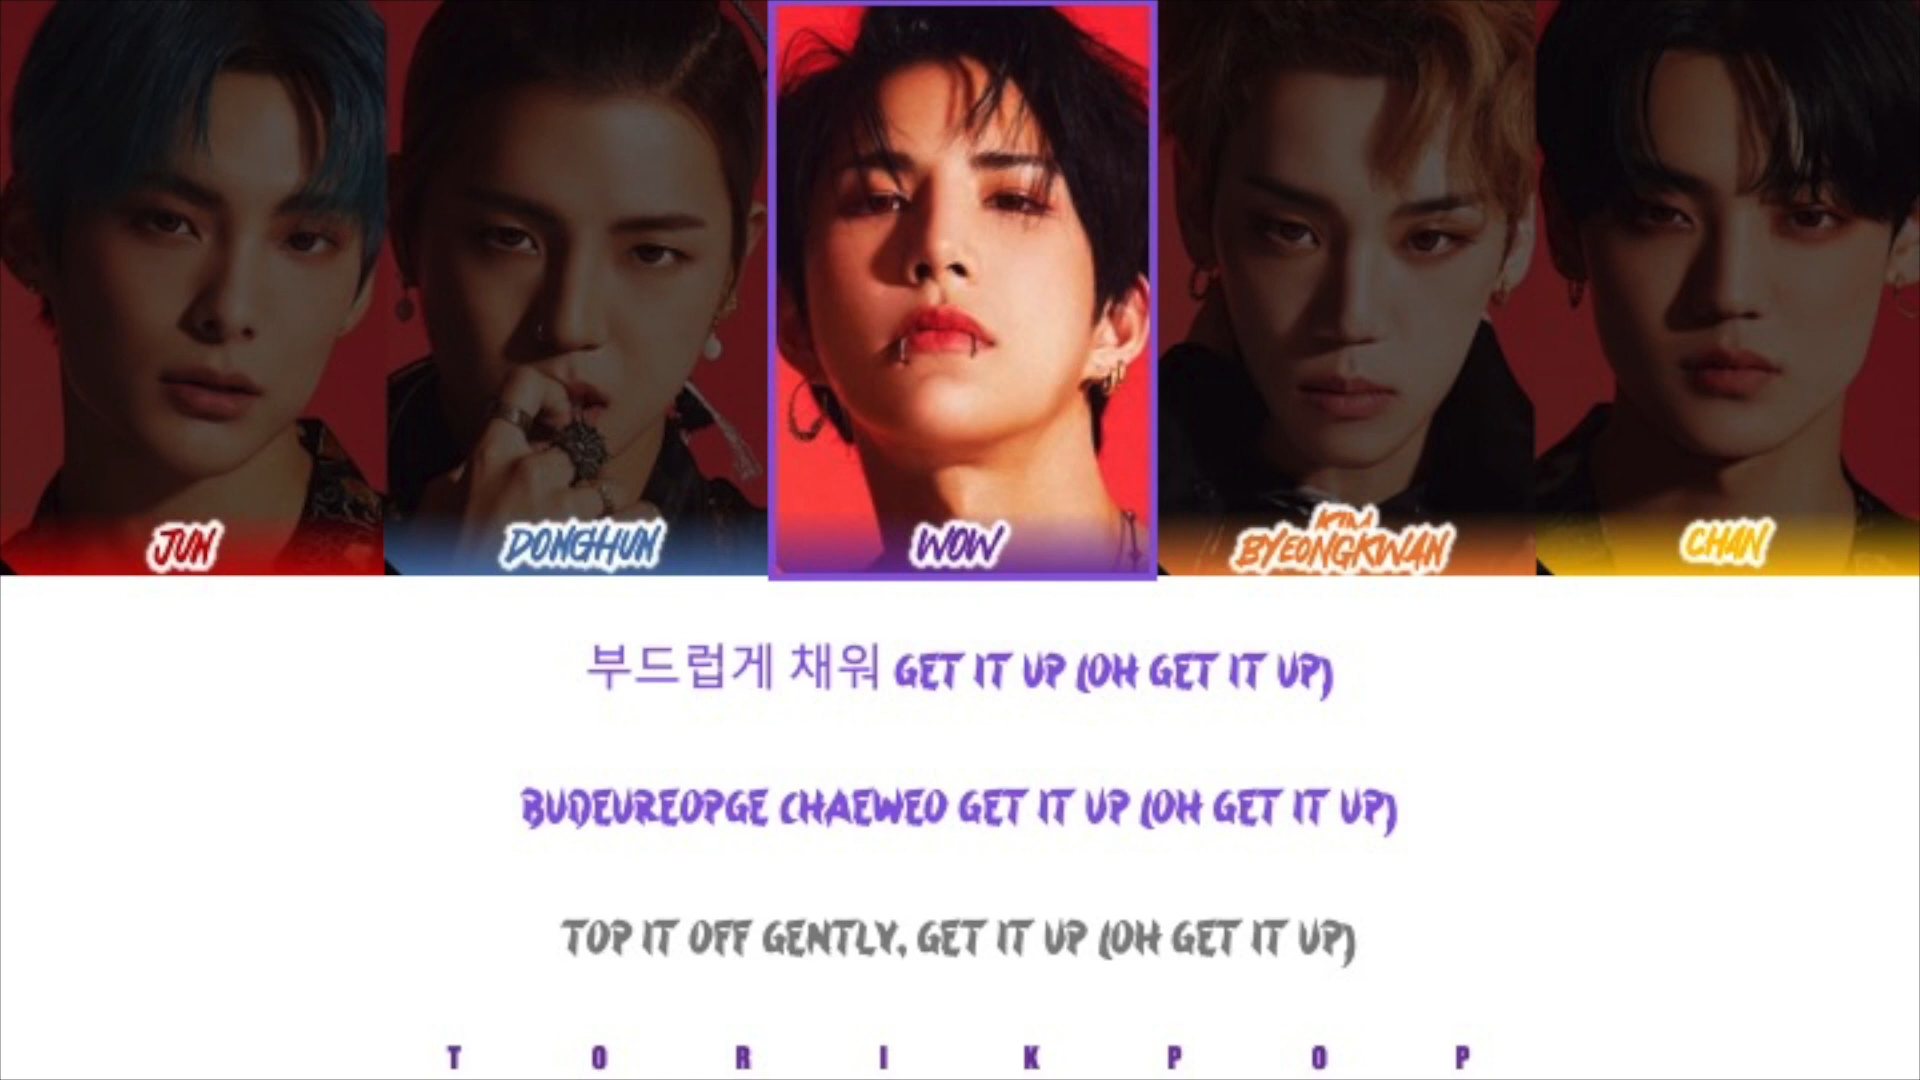 JUN
DONGHUN
WOW
KIM
BYEONGKWAN
CHAN
부드럽게 채워 GET IT UP (OH GET IT UP)
BUDEUREOPGE CHAEWEO GET IT UP (OH GET IT UP)
TOP IT OFF GENTLY, GET IT UP (OH GET IT UP)
T O R I K P O P